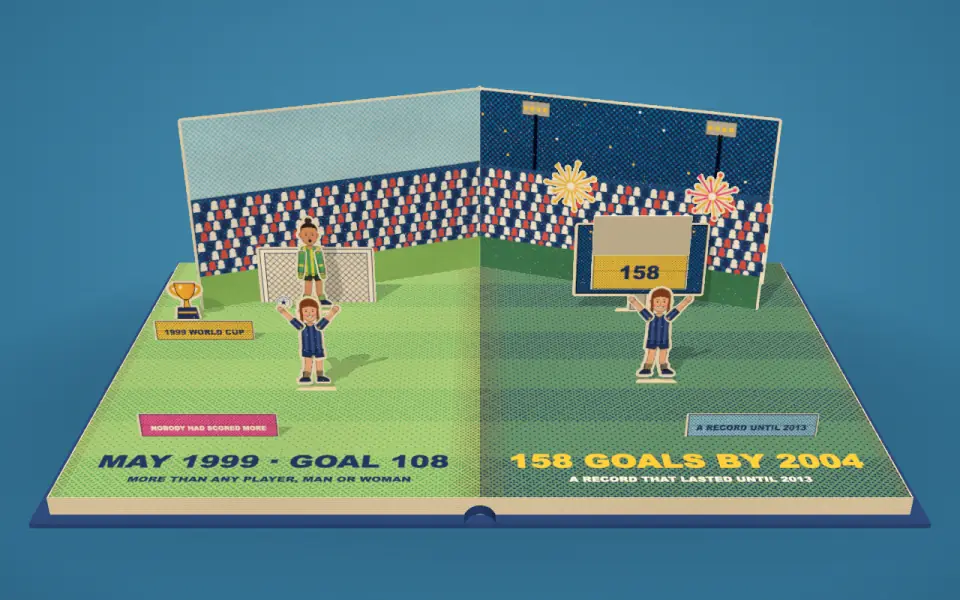 1999 WORLD CUP
NOBODY HAD SCORED MORE
MAY 1999 · GOAL 108
MORE THAN ANY PLAYER, MAN OR WOMAN
158
A RECORD UNTIL 2013
158 GOALS BY 2004
A RECORD THAT LASTED UNTIL 2013